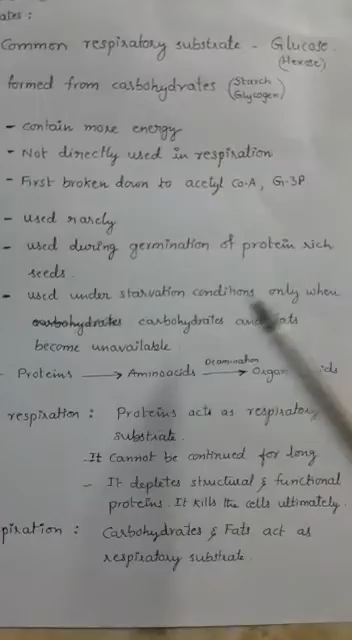 ates :
Common respiratory substrate - Glucose.
(Hexose)
formed from carbohydrates (Starch Glycogen)
- contain more energy
- Not directly used in respiration
- First broken down to acetyl Co-A, G-3P
- used rarely
- used during germination of protein rich
seeds.
- used under starvation conditions only when
carbohydrates carbohydrates and fats
become unavailable.
- Proteins → Aminoacids Deamination → Organ ids
respiration : Proteins acts as respiratory
substrate.
- It cannot be continued for long
- It depletes structural & functional
proteins. It kills the cells ultimately.
piration : Carbohydrates & Fats act as
respiratory substrate.